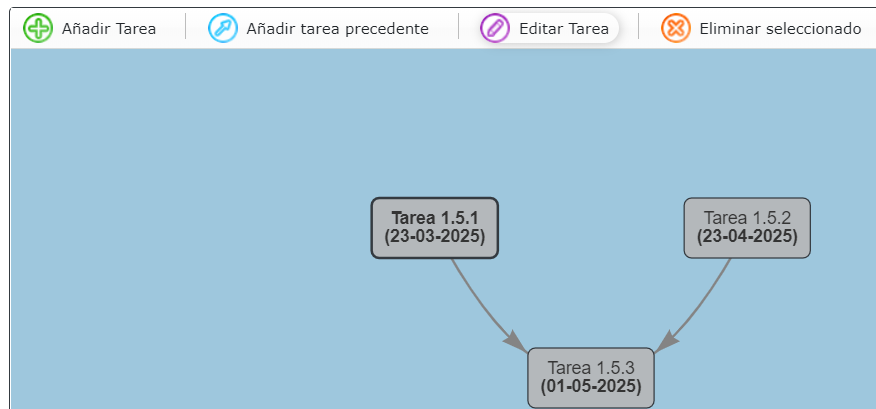 Añadir Tarea
Añadir tarea precedente
Editar Tarea
Eliminar seleccionado
Tarea 1.5.1
(23-03-2025)
Tarea 1.5.2
(23-04-2025)
Tarea 1.5.3
(01-05-2025)